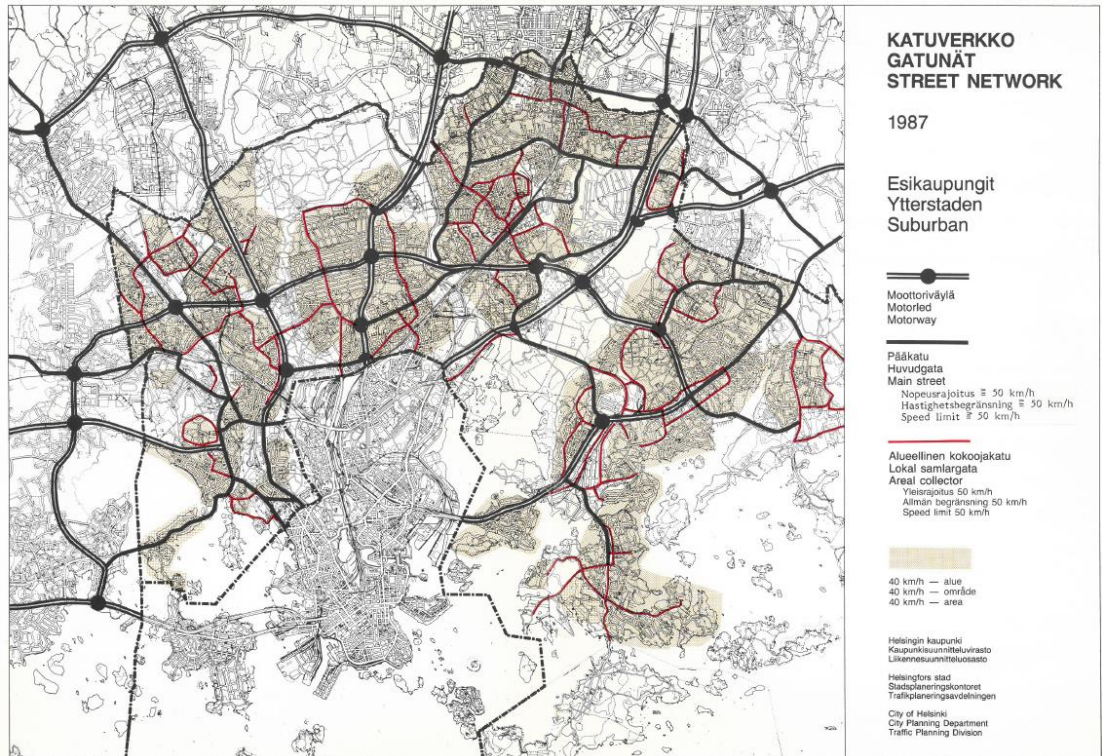 KATUVERKKO
GATUNÄT
STREET NETWORK
1987
Esikaupungit
Ytterstaden
Suburban
Moottoriväylä
Motorled
Motorway
Pääkatu
Huvudgata
Main street
Nopeusrajoitus ≧ 50 km/h
Hastighetsbegränsning ≧ 50 km/h
Speed limit ≧ 50 km/h
Alueellinen kokoojakatu
Lokal samlargata
Areal collector
Yleisrajoitus 50 km/h
Allmän begränsning 50 km/h
Speed limit 50 km/h
40 km/h — alue
40 km/h — område
40 km/h — area
Helsingin kaupunki
Kaupunkisuunnitteluvirasto
Liikennesuunnitteluosasto
Helsingfors stad
Stadsplaneringskontoret
Trafikplaneringsavdelningen
City of Helsinki
City Planning Department
Traffic Planning Division